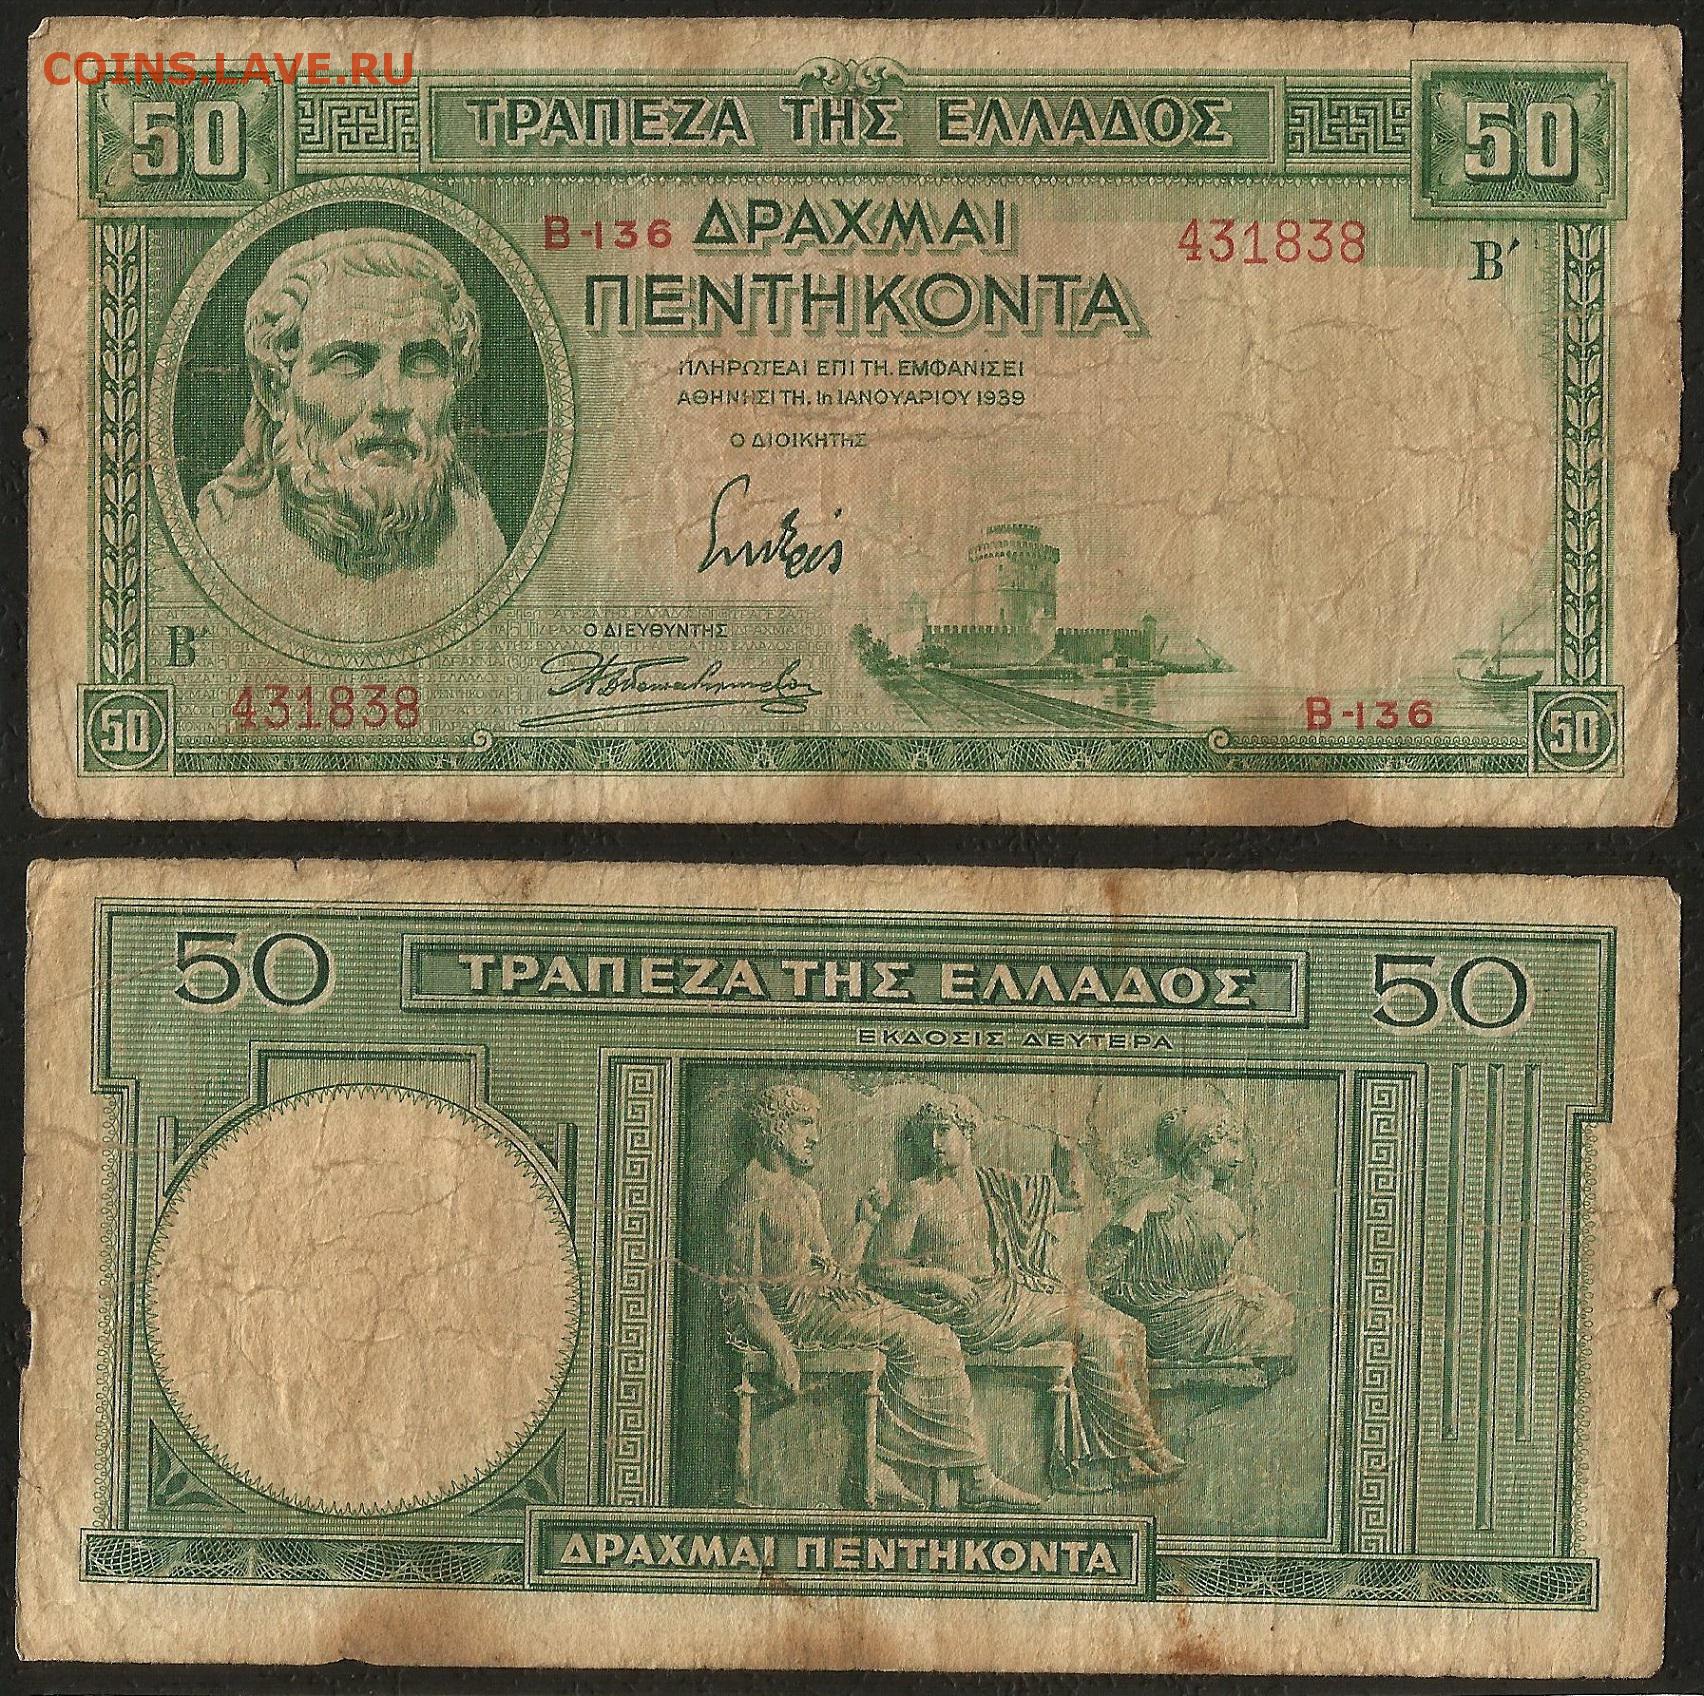 COINS.LAVE.RU
50 ΤΡΑΠΕΖΑ ΤΗΣ ΕΛΛΑΔΟΣ 50
B-136 ΔΡΑΧΜΑΙ 431838 Β′
ΠΕΝΤΗΚΟΝΤΑ
ΠΛΗΡΩΤΕΑΙ ΕΠΙ ΤΗ. ΕΜΦΑΝΙΣΕΙ
ΑΘΗΝΗΣΙ ΤΗ. 1η ΙΑΝΟΥΑΡΙΟΥ 1939
Ο ΔΙΟΙΚΗΤΗΣ
Ο ΔΙΕΥΘΥΝΤΗΣ
Β′
431838 B-136
50 50
50 ΤΡΑΠΕΖΑ ΤΗΣ ΕΛΛΑΔΟΣ 50
ΕΚΔΟΣΙΣ ΔΕΥΤΕΡΑ
ΔΡΑΧΜΑΙ ΠΕΝΤΗΚΟΝΤΑ